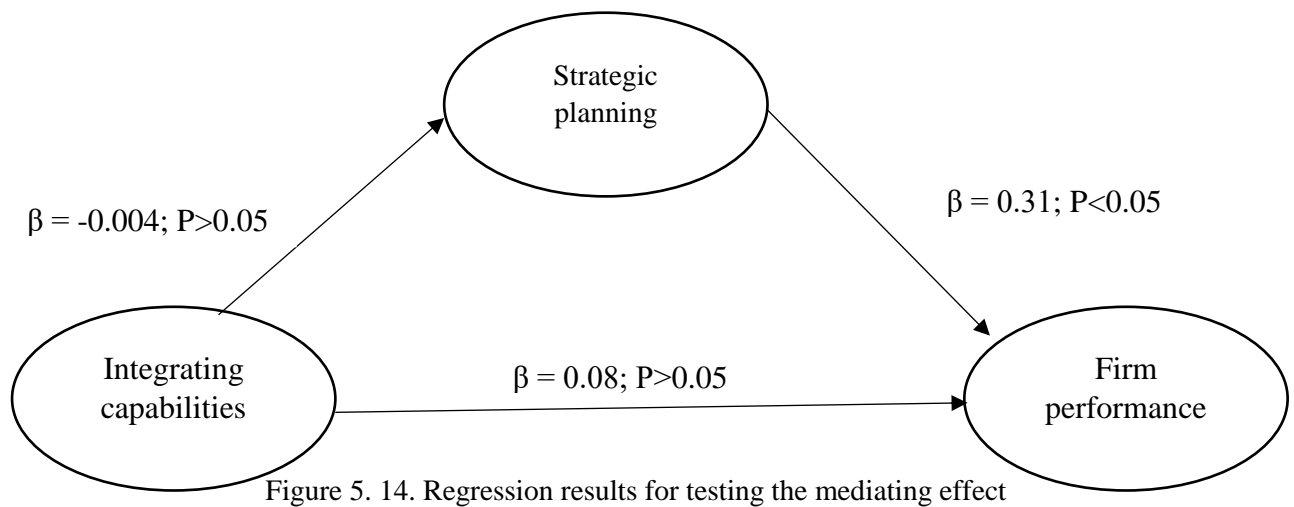 Strategic
planning
β = -0.004; P>0.05
β = 0.31; P<0.05
Integrating
capabilities
β = 0.08; P>0.05
Firm
performance
Figure 5. 14. Regression results for testing the mediating effect